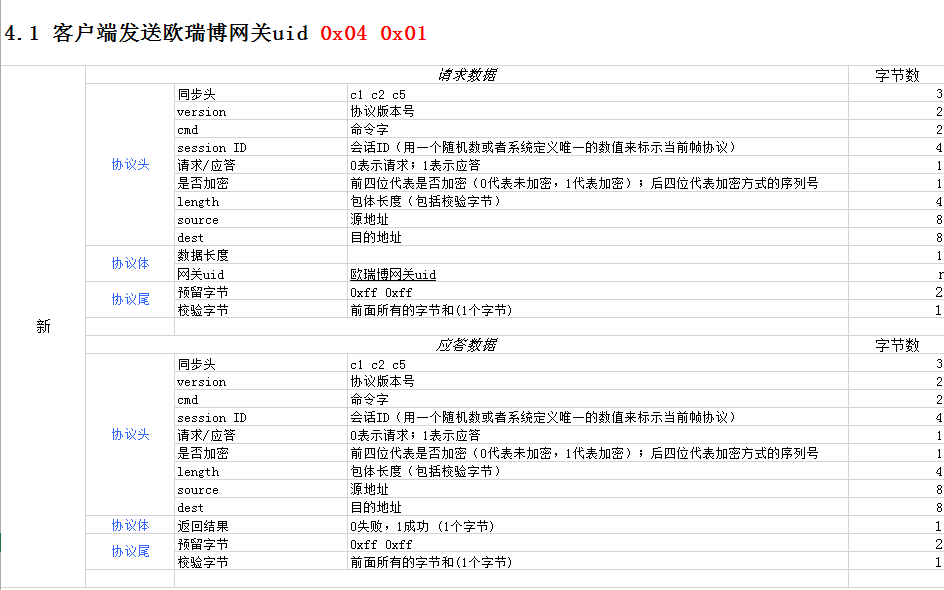 4.1 客户端发送欧瑞博网关uid 0x04 0x01
请求数据 字节数
同步头 c1 c2 c5 3
version 协议版本号 2
cmd 命令字 2
session ID 会话ID（用一个随机数或者系统定义唯一的数值来标示当前帧协议） 4
协议头 请求/应答 0表示请求；1表示应答 1
是否加密 前四位代表是否加密（0代表未加密，1代表加密）；后四位代表加密方式的序列号 1
length 包体长度（包括校验字节） 4
source 源地址 8
dest 目的地址 8
协议体 数据长度 1
网关uid 欧瑞博网关uid n
协议尾 预留字节 0xff 0xff 2
校验字节 前面所有的字节和(1个字节) 1
新
应答数据 字节数
同步头 c1 c2 c5 3
version 协议版本号 2
cmd 命令字 2
session ID 会话ID（用一个随机数或者系统定义唯一的数值来标示当前帧协议） 4
协议头 请求/应答 0表示请求；1表示应答 1
是否加密 前四位代表是否加密（0代表未加密，1代表加密）；后四位代表加密方式的序列号 1
length 包体长度（包括校验字节） 4
source 源地址 8
dest 目的地址 8
协议体 返回结果 0失败，1成功 (1个字节) 1
协议尾 预留字节 0xff 0xff 2
校验字节 前面所有的字节和(1个字节) 1